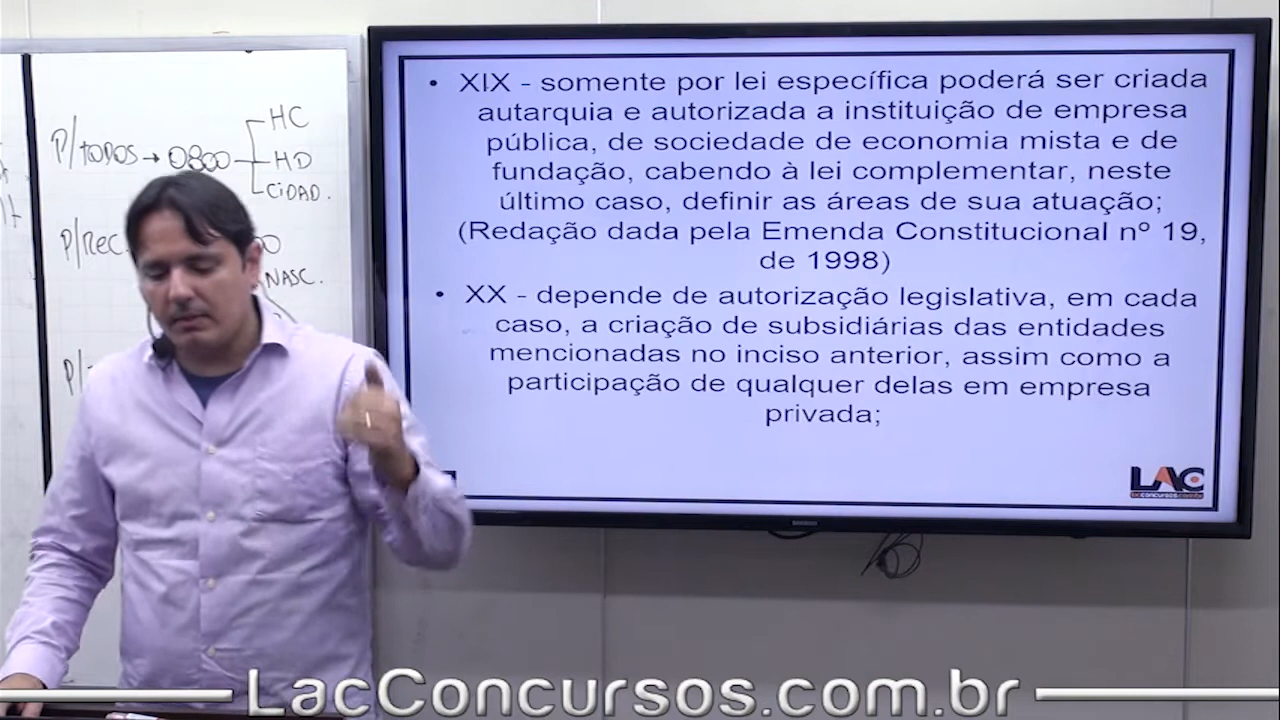 P/TODOS → 0800
HC
HD
CIDAD.
P/REC
NASC.
P/
• XIX - somente por lei específica poderá ser criada
autarquia e autorizada a instituição de empresa
pública, de sociedade de economia mista e de
fundação, cabendo à lei complementar, neste
último caso, definir as áreas de sua atuação;
(Redação dada pela Emenda Constitucional nº 19,
de 1998)
• XX - depende de autorização legislativa, em cada
caso, a criação de subsidiárias das entidades
mencionadas no inciso anterior, assim como a
participação de qualquer delas em empresa
privada;
LAC
lacconcursos.com.br
LacConcursos.com.br